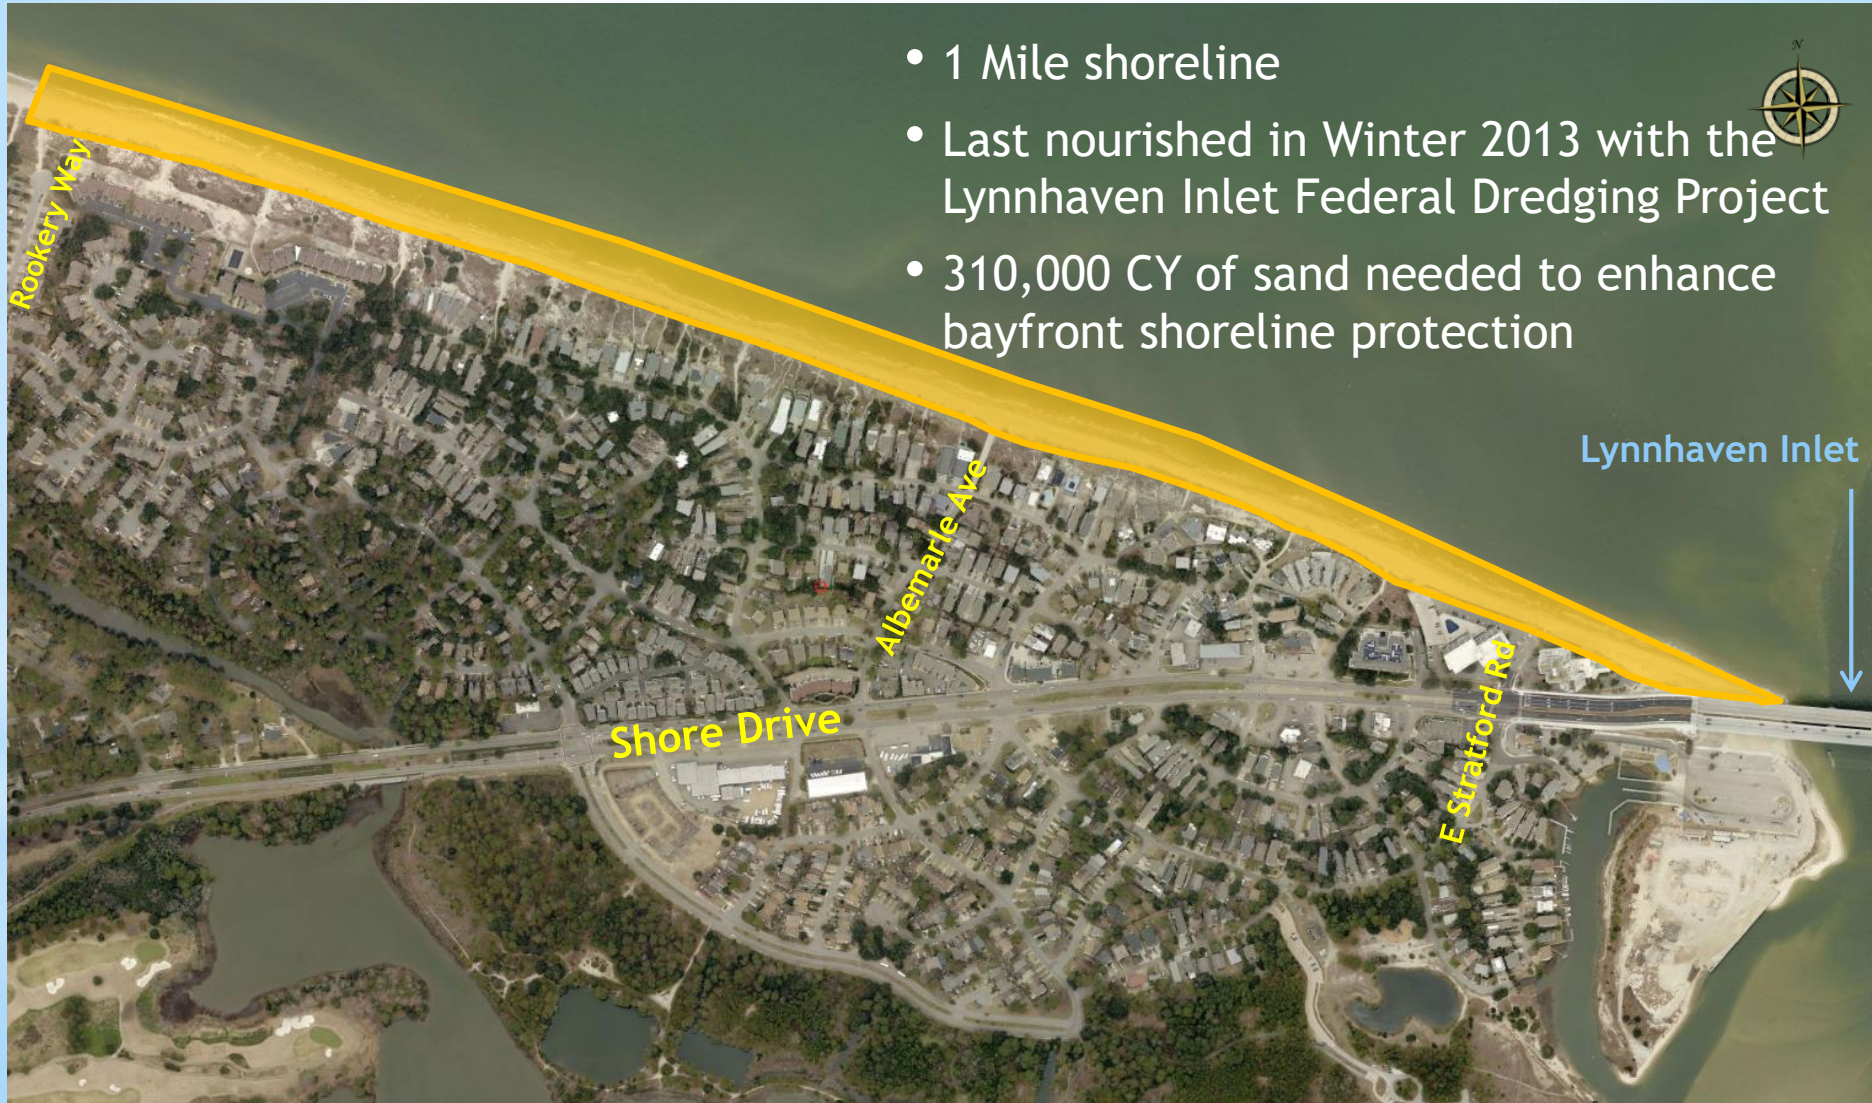 N
• 1 Mile shoreline
• Last nourished in Winter 2013 with the
Lynnhaven Inlet Federal Dredging Project
• 310,000 CY of sand needed to enhance
bayfront shoreline protection
Lynnhaven Inlet
Rookery Way
Albemarle Ave
Shore Drive
E Stratford Rd